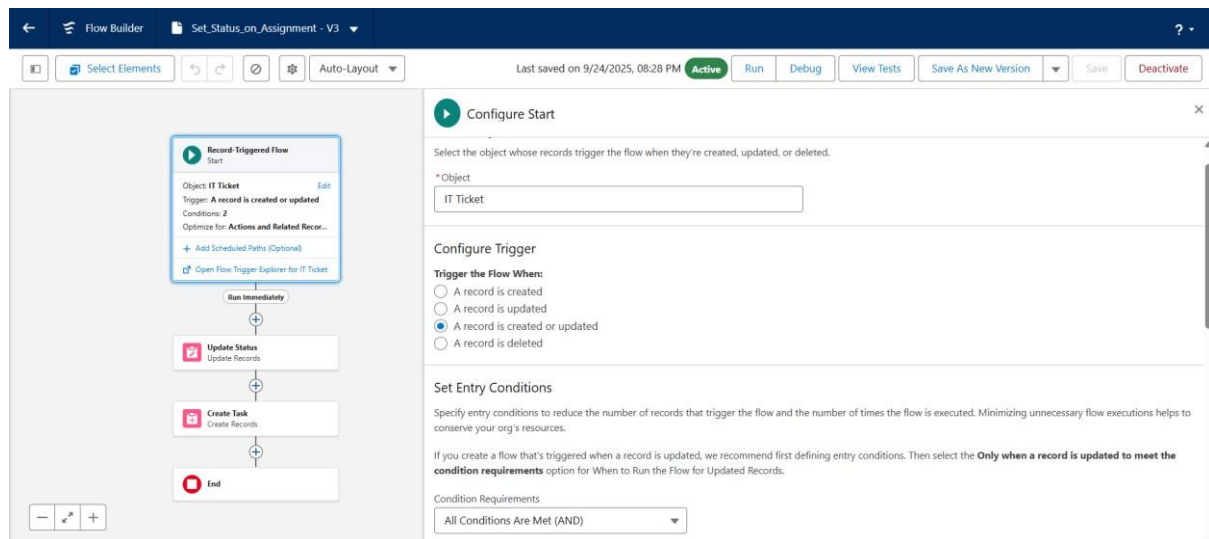 Flow Builder
Set_Status_on_Assignment - V3
?
Select Elements
Auto-Layout
Last saved on 9/24/2025, 08:28 PM
Active
Run
Debug
View Tests
Save As New Version
Save
Deactivate
Record-Triggered Flow
Start
Object: IT Ticket
Edit
Trigger: A record is created or updated
Conditions: 2
Optimize for: Actions and Related Recor...
+ Add Scheduled Paths (Optional)
Open Flow Trigger Explorer for IT Ticket
Run Immediately
Update Status
Update Records
Create Task
Create Records
End
Configure Start
Select the object whose records trigger the flow when they're created, updated, or deleted.
*Object
IT Ticket
Configure Trigger
Trigger the Flow When:
A record is created
A record is updated
A record is created or updated
A record is deleted
Set Entry Conditions
Specify entry conditions to reduce the number of records that trigger the flow and the number of times the flow is executed. Minimizing unnecessary flow executions helps to
conserve your org's resources.
If you create a flow that's triggered when a record is updated, we recommend first defining entry conditions. Then select the Only when a record is updated to meet the
condition requirements option for When to Run the Flow for Updated Records.
Condition Requirements
All Conditions Are Met (AND)